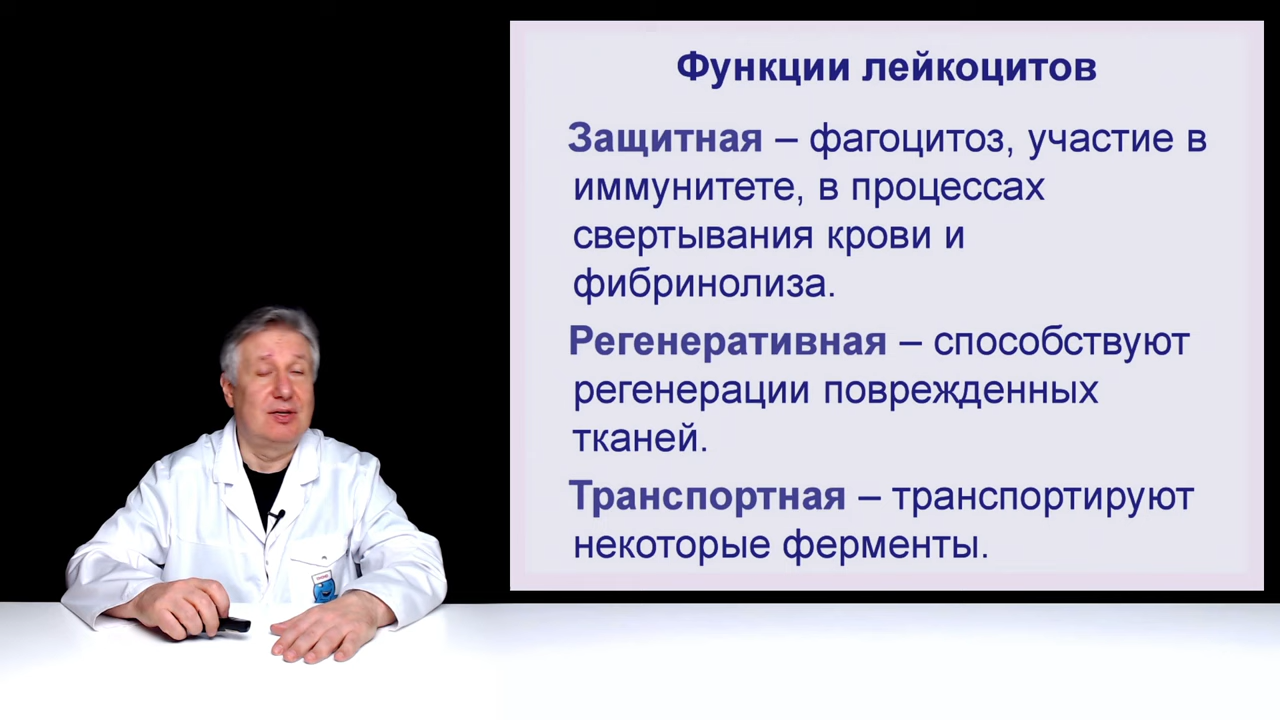 Функции лейкоцитов
Защитная – фагоцитоз, участие в
иммунитете, в процессах
свертывания крови и
фибринолиза.
Регенеративная – способствуют
регенерации поврежденных
тканей.
Транспортная – транспортируют
некоторые ферменты.